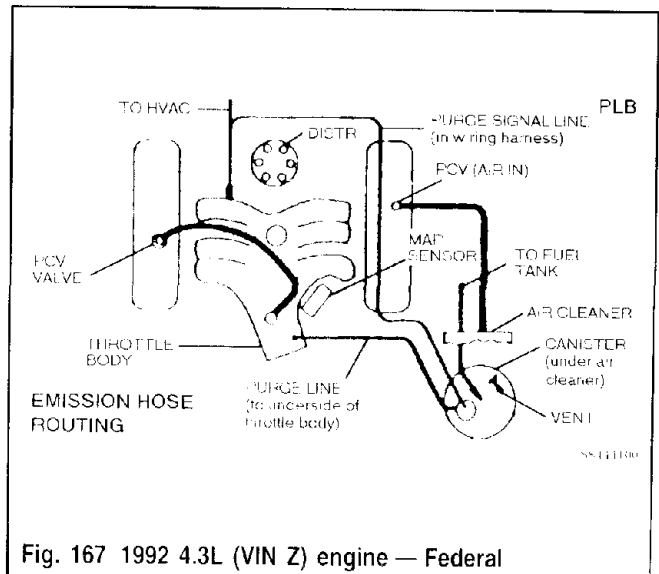 TO HVAC
PLB
DISTR
PURGE SIGNAL LINE
(in wiring harness)
PCV (AIR IN)
MAP
SENSOR
TO FUEL
TANK
PCV
VALVE
AIR CLEANER
THROTTLE
BODY
CANISTER
(under air
cleaner)
PURGE LINE
(to underside of
throttle body)
EMISSION HOSE
ROUTING
VENT
Fig. 167 1992 4.3L (VIN Z) engine — Federal